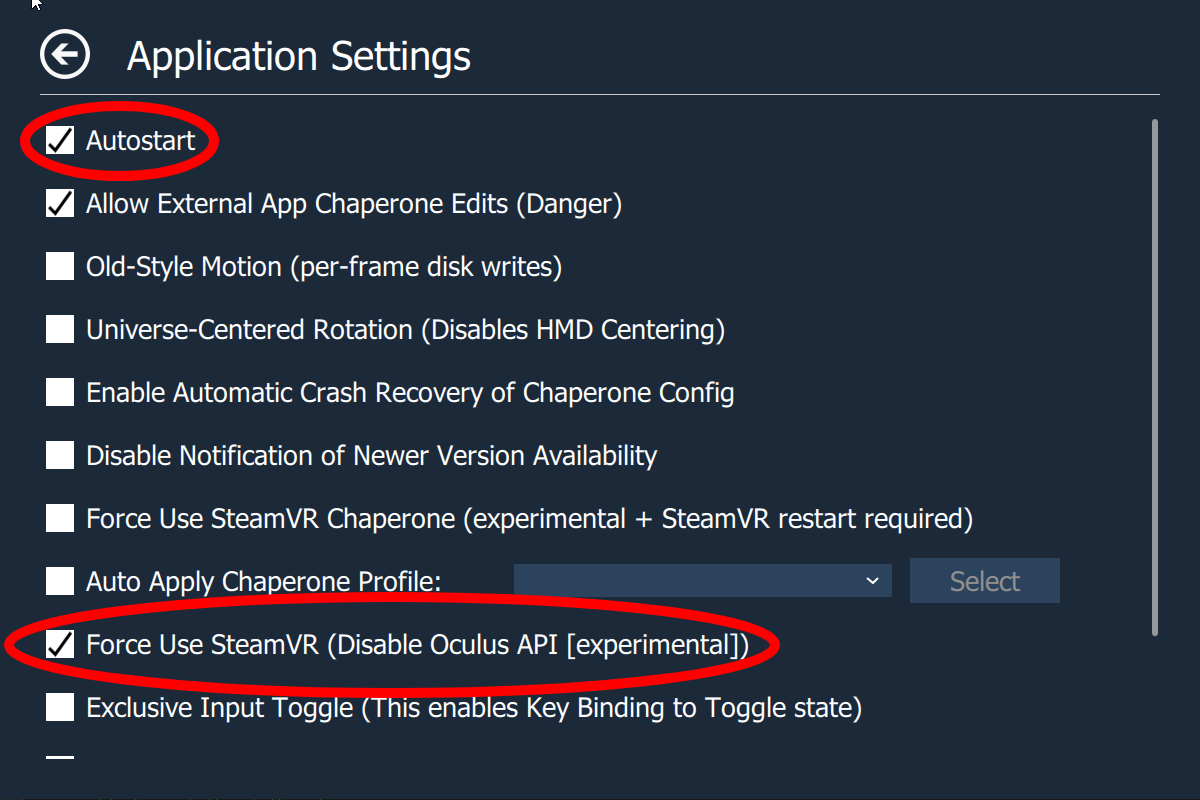 Application Settings
Autostart
Allow External App Chaperone Edits (Danger)
Old-Style Motion (per-frame disk writes)
Universe-Centered Rotation (Disables HMD Centering)
Enable Automatic Crash Recovery of Chaperone Config
Disable Notification of Newer Version Availability
Force Use SteamVR Chaperone (experimental + SteamVR restart required)
Auto Apply Chaperone Profile: Select
Force Use SteamVR (Disable Oculus API [experimental])
Exclusive Input Toggle (This enables Key Binding to Toggle state)